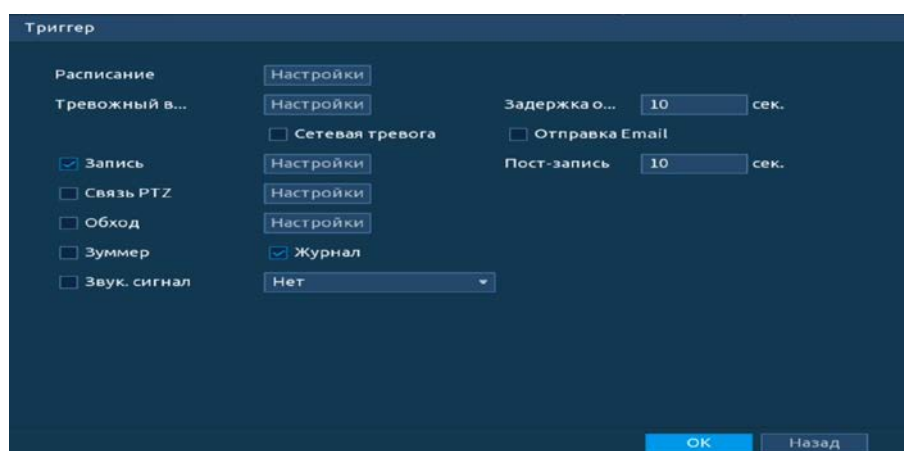 Триггер
Расписание Настройки
Тревожный в... Настройки Задержка о... 10 сек.
Сетевая тревога Отправка Email
Запись Настройки Пост-запись 10 сек.
Связь PTZ Настройки
Обход Настройки
Зуммер Журнал
Звук. сигнал Нет
OK Назад